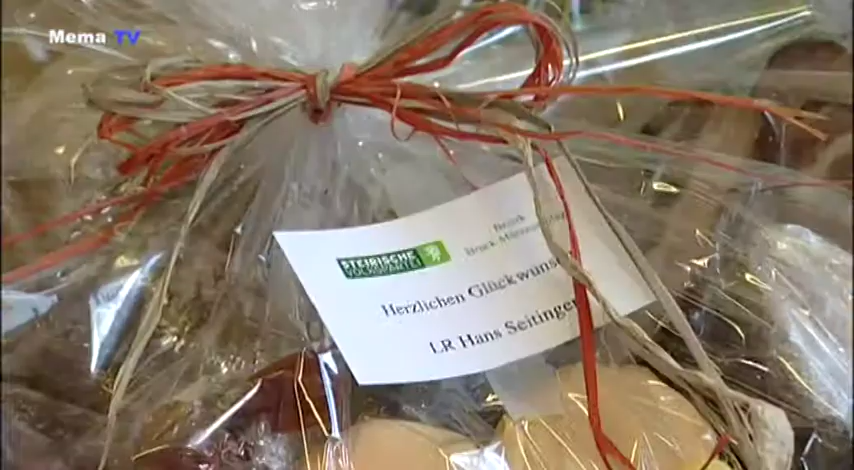 Mema TV
STEIRISCHE
VOLKSPARTEI
Bezirk
Bruck-Mürzzuschlag
Herzlichen Glückwunsch
LR Hans Seitinger